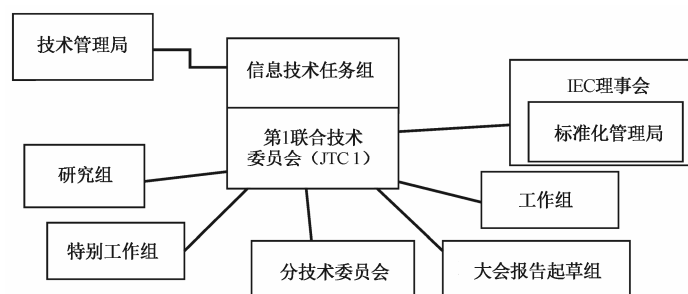 技术管理局
信息技术任务组
IEC理事会
标准化管理局
第1联合技术
委员会（JTC 1）
研究组
工作组
特别工作组
分技术委员会
大会报告起草组